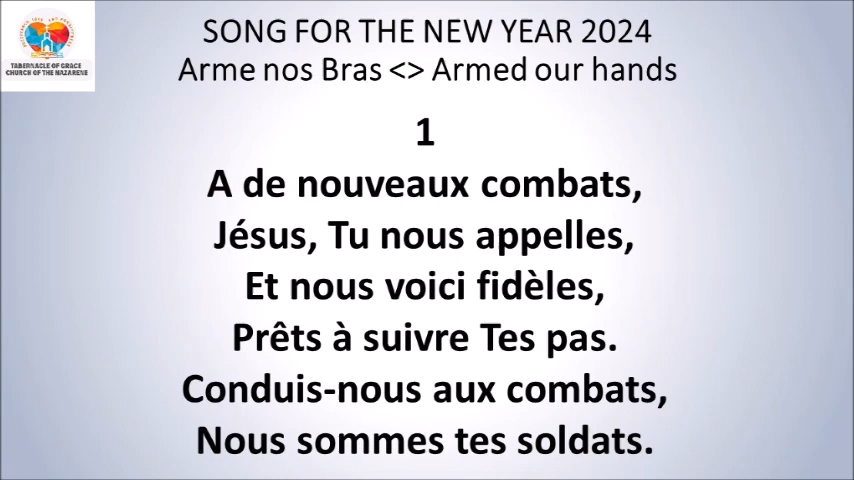 TABERNACLE OF GRACE
CHURCH OF THE NAZARENE
SONG FOR THE NEW YEAR 2024
Arme nos Bras <> Armed our hands
1
A de nouveaux combats,
Jésus, Tu nous appelles,
Et nous voici fidèles,
Prêts à suivre Tes pas.
Conduis-nous aux combats,
Nous sommes tes soldats.